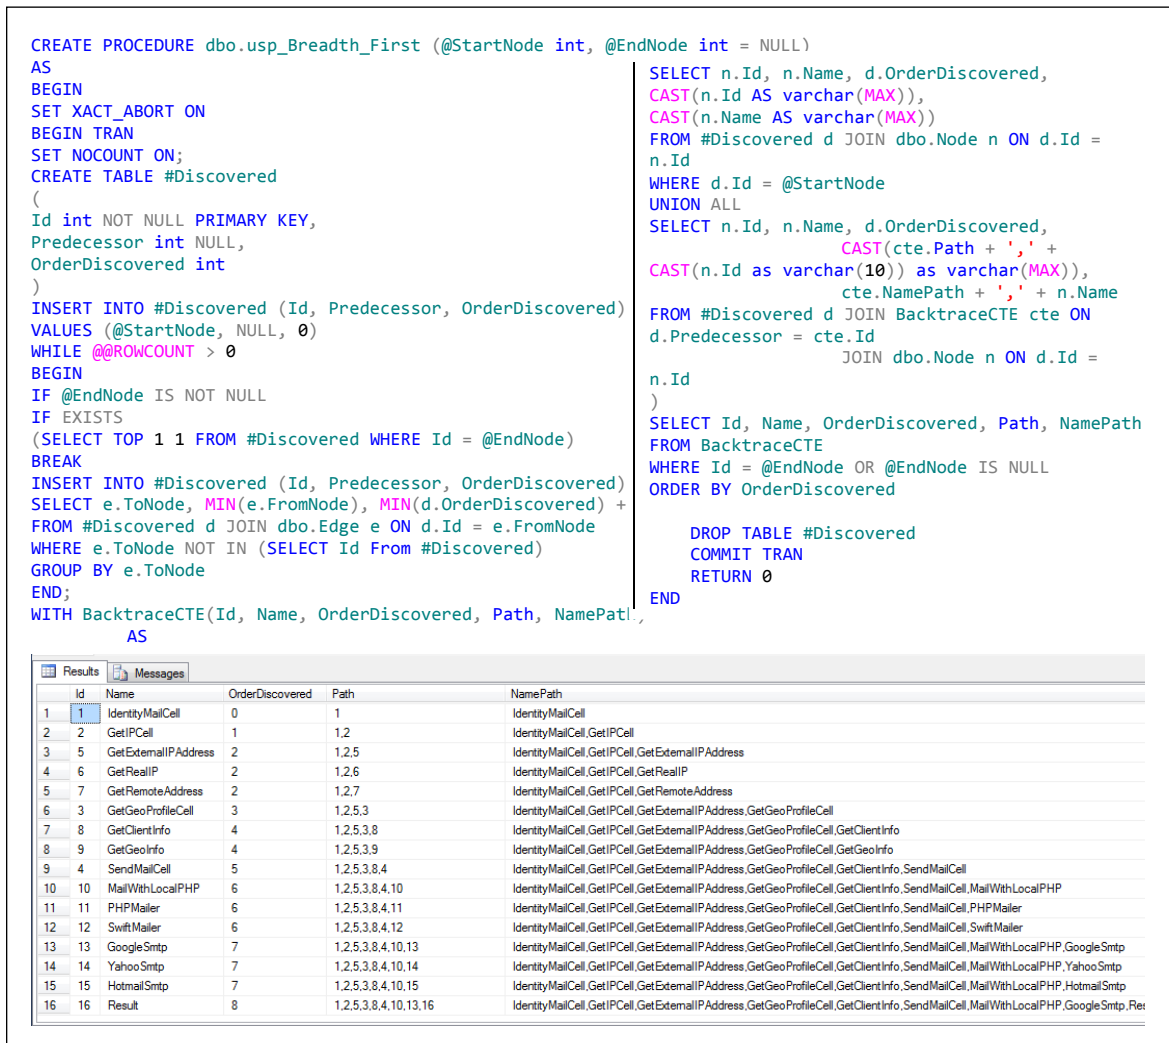 CREATE PROCEDURE dbo.usp_Breadth_First (@StartNode int, @EndNode int = NULL)
AS
BEGIN
SET XACT_ABORT ON
BEGIN TRAN
SET NOCOUNT ON;
CREATE TABLE #Discovered
(
Id int NOT NULL PRIMARY KEY,
Predecessor int NULL,
OrderDiscovered int
)
INSERT INTO #Discovered (Id, Predecessor, OrderDiscovered)
VALUES (@StartNode, NULL, 0)
WHILE @@ROWCOUNT > 0
BEGIN
IF @EndNode IS NOT NULL
IF EXISTS
(SELECT TOP 1 1 FROM #Discovered WHERE Id = @EndNode)
BREAK
INSERT INTO #Discovered (Id, Predecessor, OrderDiscovered)
SELECT e.ToNode, MIN(e.FromNode), MIN(d.OrderDiscovered) +
FROM #Discovered d JOIN dbo.Edge e ON d.Id = e.FromNode
WHERE e.ToNode NOT IN (SELECT Id From #Discovered)
GROUP BY e.ToNode
END;
WITH BacktraceCTE(Id, Name, OrderDiscovered, Path, NamePath)
AS
SELECT n.Id, n.Name, d.OrderDiscovered,
CAST(n.Id AS varchar(MAX)),
CAST(n.Name AS varchar(MAX))
FROM #Discovered d JOIN dbo.Node n ON d.Id =
n.Id
WHERE d.Id = @StartNode
UNION ALL
SELECT n.Id, n.Name, d.OrderDiscovered,
CAST(cte.Path + ',' +
CAST(n.Id as varchar(10)) as varchar(MAX)),
cte.NamePath + ',' + n.Name
FROM #Discovered d JOIN BacktraceCTE cte ON
d.Predecessor = cte.Id
JOIN dbo.Node n ON d.Id =
n.Id
)
SELECT Id, Name, OrderDiscovered, Path, NamePath
FROM BacktraceCTE
WHERE Id = @EndNode OR @EndNode IS NULL
ORDER BY OrderDiscovered
DROP TABLE #Discovered
COMMIT TRAN
RETURN 0
END
Results Messages
Id Name OrderDiscovered Path NamePath
1 1 IdentityMailCell 0 1 IdentityMailCell
2 2 GetIPCell 1 1,2 IdentityMailCell,GetIPCell
3 5 GetExternalIPAddress 2 1,2,5 IdentityMailCell,GetIPCell,GetExternalIPAddress
4 6 GetRealIP 2 1,2,6 IdentityMailCell,GetIPCell,GetRealIP
5 7 GetRemoteAddress 2 1,2,7 IdentityMailCell,GetIPCell,GetRemoteAddress
6 3 GetGeoProfileCell 3 1,2,5,3 IdentityMailCell,GetIPCell,GetExternalIPAddress,GetGeoProfileCell
7 8 GetClientInfo 4 1,2,5,3,8 IdentityMailCell,GetIPCell,GetExternalIPAddress,GetGeoProfileCell,GetClientInfo
8 9 GetGeoInfo 4 1,2,5,3,9 IdentityMailCell,GetIPCell,GetExternalIPAddress,GetGeoProfileCell,GetGeoInfo
9 4 SendMailCell 5 1,2,5,3,8,4 IdentityMailCell,GetIPCell,GetExternalIPAddress,GetGeoProfileCell,GetClientInfo,SendMailCell
10 10 MailWithLocalPHP 6 1,2,5,3,8,4,10 IdentityMailCell,GetIPCell,GetExternalIPAddress,GetGeoProfileCell,GetClientInfo,SendMailCell,MailWithLocalPHP
11 11 PHPMailer 6 1,2,5,3,8,4,11 IdentityMailCell,GetIPCell,GetExternalIPAddress,GetGeoProfileCell,GetClientInfo,SendMailCell,PHPMailer
12 12 SwiftMailer 6 1,2,5,3,8,4,12 IdentityMailCell,GetIPCell,GetExternalIPAddress,GetGeoProfileCell,GetClientInfo,SendMailCell,SwiftMailer
13 13 GoogleSmtp 7 1,2,5,3,8,4,10,13 IdentityMailCell,GetIPCell,GetExternalIPAddress,GetGeoProfileCell,GetClientInfo,SendMailCell,MailWithLocalPHP,GoogleSmtp
14 14 YahooSmtp 7 1,2,5,3,8,4,10,14 IdentityMailCell,GetIPCell,GetExternalIPAddress,GetGeoProfileCell,GetClientInfo,SendMailCell,MailWithLocalPHP,YahooSmtp
15 15 HotmailSmtp 7 1,2,5,3,8,4,10,15 IdentityMailCell,GetIPCell,GetExternalIPAddress,GetGeoProfileCell,GetClientInfo,SendMailCell,MailWithLocalPHP,HotmailSmtp
16 16 Result 8 1,2,5,3,8,4,10,13,16 IdentityMailCell,GetIPCell,GetExternalIPAddress,GetGeoProfileCell,GetClientInfo,SendMailCell,MailWithLocalPHP,GoogleSmtp,Res